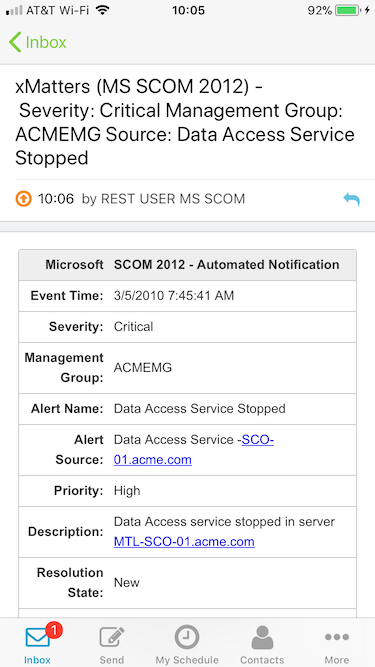 AT&T Wi-Fi 10:05 92%
Inbox
xMatters (MS SCOM 2012) -
Severity: Critical Management Group:
ACMEMG Source: Data Access Service
Stopped
10:06 by REST USER MS SCOM
Microsoft SCOM 2012 - Automated Notification
Event Time: 3/5/2010 7:45:41 AM
Severity: Critical
Management
Group: ACMEMG
Alert Name: Data Access Service Stopped
Alert Data Access Service -SCO-
Source: 01.acme.com
Priority: High
Description: Data Access service stopped in server
MTL-SCO-01.acme.com
Resolution
State: New
1
Inbox Send My Schedule Contacts More